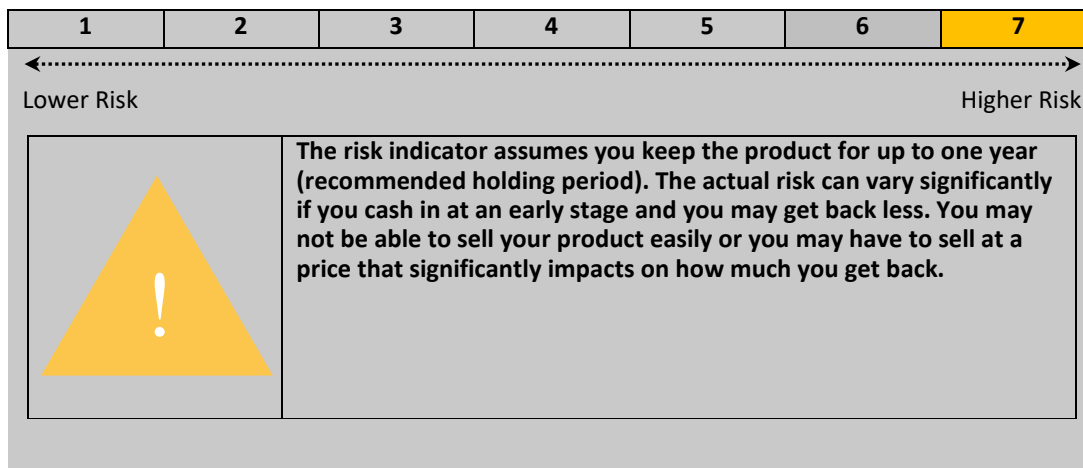 1 2 3 4 5 6 7
Lower Risk Higher Risk
The risk indicator assumes you keep the product for up to one year
(recommended holding period). The actual risk can vary significantly
if you cash in at an early stage and you may get back less. You may
not be able to sell your product easily or you may have to sell at a
price that significantly impacts on how much you get back.
!